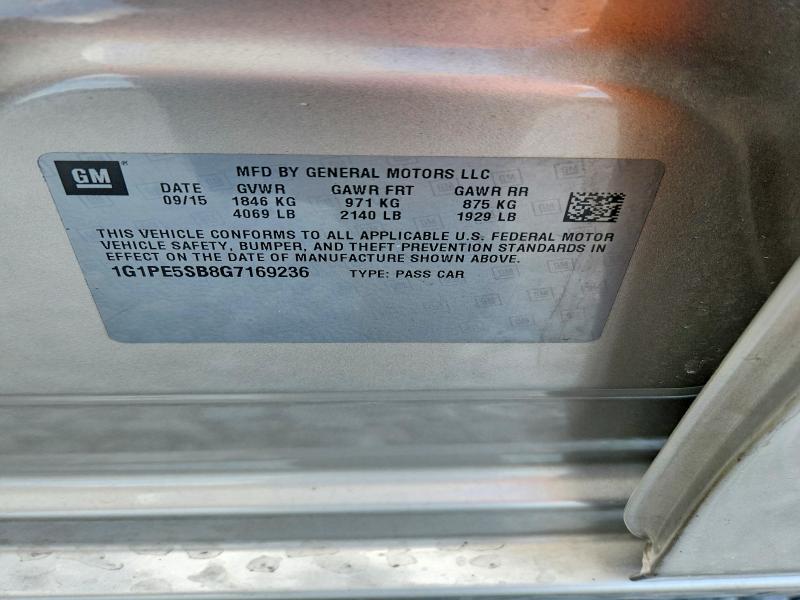 GM MFD BY GENERAL MOTORS LLC
DATE GVWR GAWR FRT GAWR RR
09/15 1846 KG 971 KG 875 KG
4069 LB 2140 LB 1929 LB
THIS VEHICLE CONFORMS TO ALL APPLICABLE U.S. FEDERAL MOTOR
VEHICLE SAFETY, BUMPER, AND THEFT PREVENTION STANDARDS IN
EFFECT ON THE DATE OF MANUFACTURE SHOWN ABOVE.
1G1PE5SB8G7169236 TYPE: PASS CAR